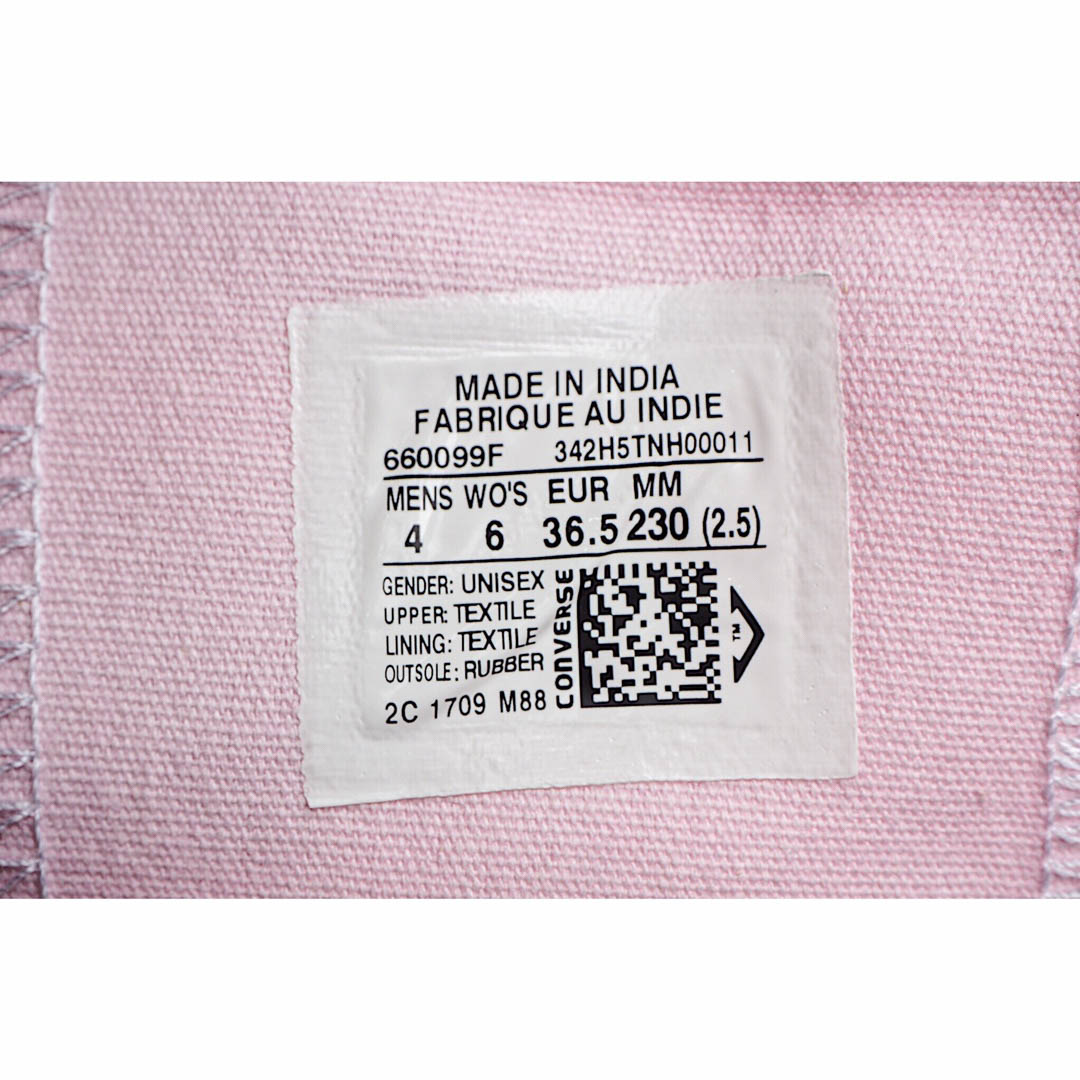 MADE IN INDIA
FABRIQUE AU INDIE
660099F 342H5TNH00011
MENS WO'S EUR MM
4 6 36.5 230 (2.5)
GENDER: UNISEX
UPPER: TEXTILE
LINING: TEXTILE
OUTSOLE: RUBBER
2C 1709 M88
CONVERSE
TM